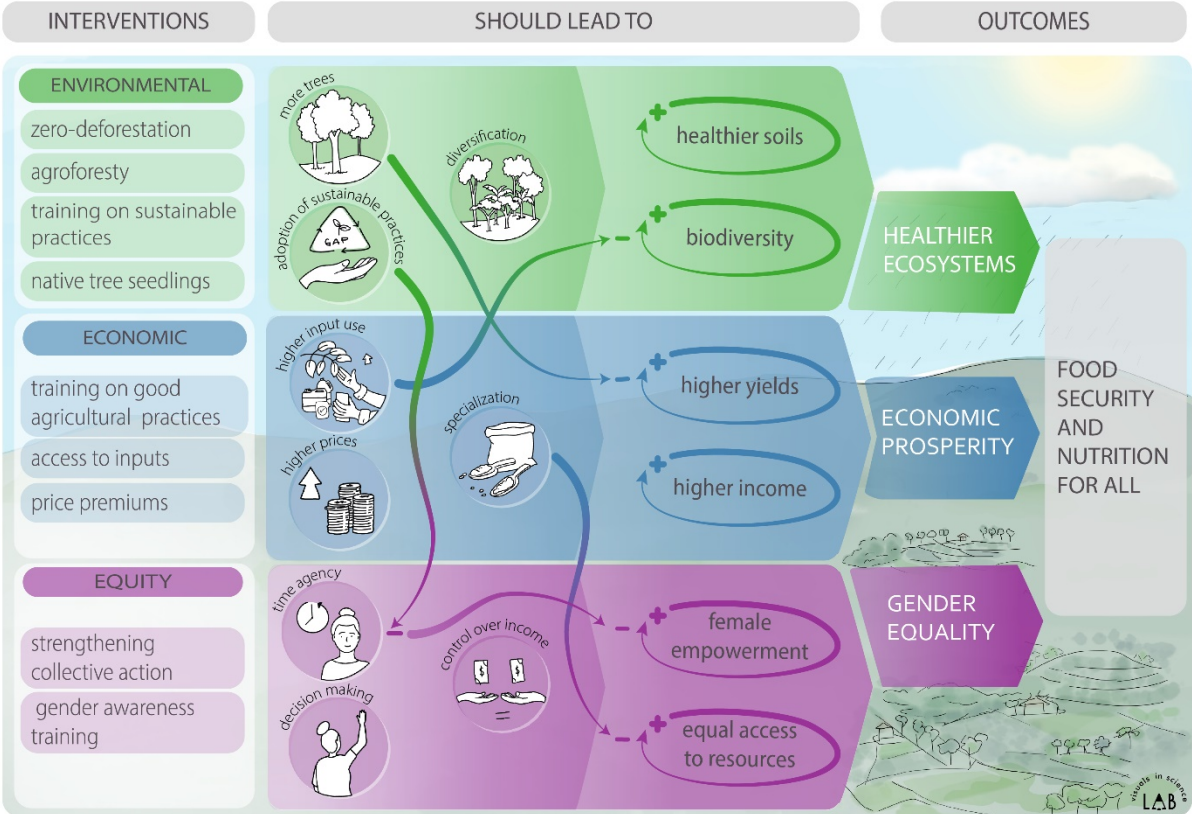 INTERVENTIONS
SHOULD LEAD TO
OUTCOMES
ENVIRONMENTAL
zero-deforestation
agroforesty
training on sustainable
practices
native tree seedlings
more trees
adoption of sustainable practices
GAP
diversification
+
healthier soils
+
-
biodiversity
HEALTHIER
ECOSYSTEMS
ECONOMIC
training on good
agricultural practices
access to inputs
price premiums
higher input use
higher prices
specialization
+
-
higher yields
+
higher income
ECONOMIC
PROSPERITY
EQUITY
strengthening
collective action
gender awareness
training
time agency
-
decision making
control over income
$ $
=
+
-
female
empowerment
+
-
equal access
to resources
GENDER
EQUALITY
FOOD
SECURITY
AND
NUTRITION
FOR ALL
visuals in science
LAB